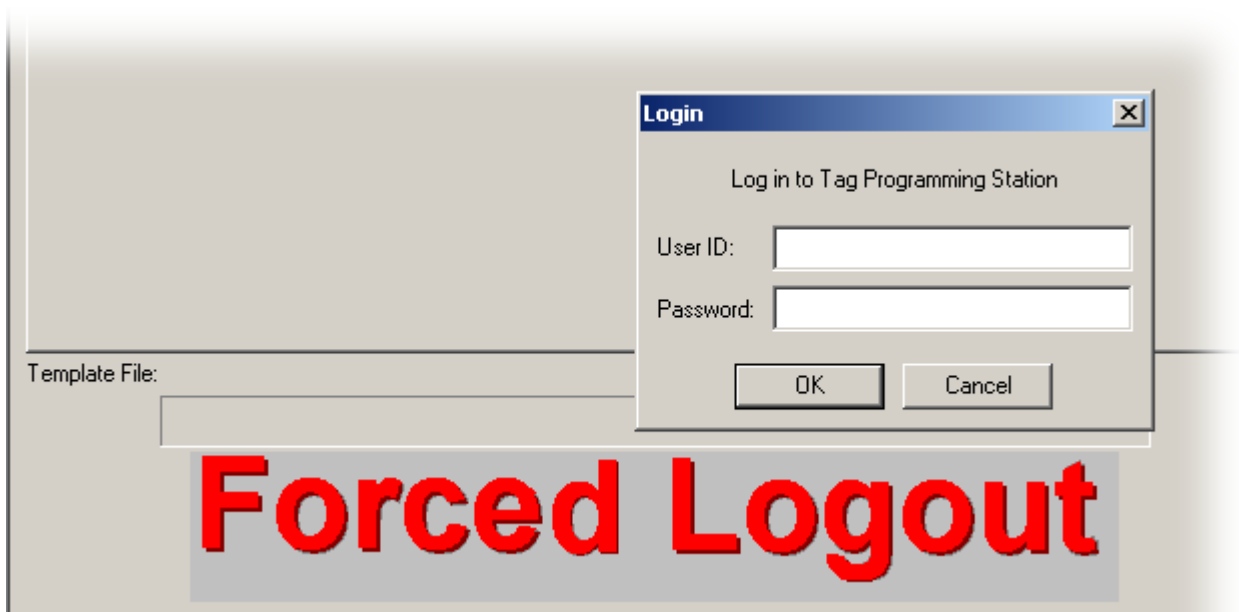 Login
Log in to Tag Programming Station
User ID:
Password:
OK Cancel
Template File:
Forced Logout